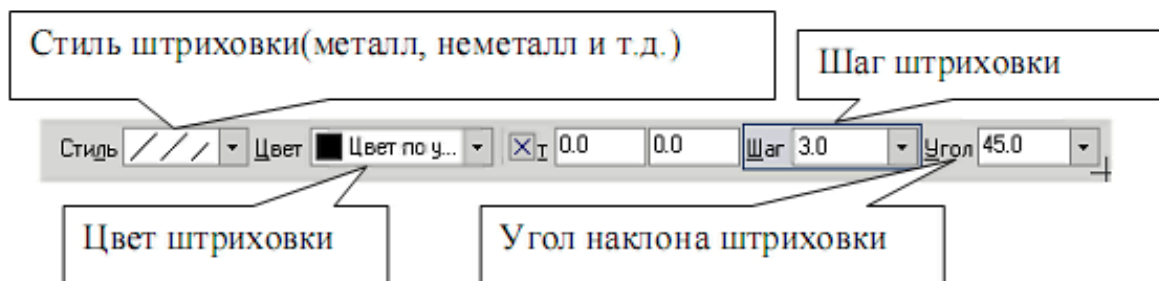 Стиль штриховки(металл, неметалл и т.д.)
Шаг штриховки
Стиль Цвет Цвет по у... т 0.0 0.0 Шаг 3.0 Угол 45.0
Цвет штриховки
Угол наклона штриховки